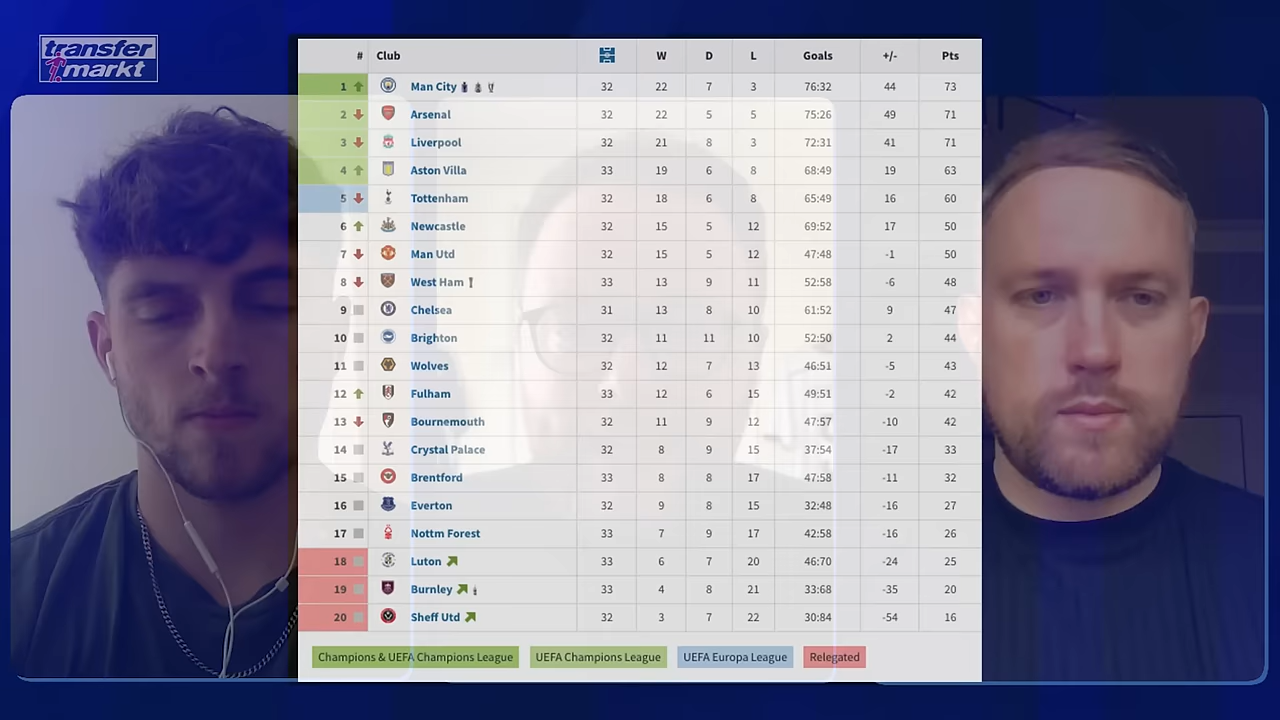 transfer
markt
# Club W D L Goals +/- Pts
1 Man City 32 22 7 3 76:32 44 73
2 Arsenal 32 22 5 5 75:26 49 71
3 Liverpool 32 21 8 3 72:31 41 71
4 Aston Villa 33 19 6 8 68:49 19 63
5 Tottenham 32 18 6 8 65:49 16 60
6 Newcastle 32 15 5 12 69:52 17 50
7 Man Utd 32 15 5 12 47:48 -1 50
8 West Ham 33 13 9 11 52:58 -6 48
9 Chelsea 31 13 8 10 61:52 9 47
10 Brighton 32 11 11 10 52:50 2 44
11 Wolves 32 12 7 13 46:51 -5 43
12 Fulham 33 12 6 15 49:51 -2 42
13 Bournemouth 32 11 9 12 47:57 -10 42
14 Crystal Palace 32 8 9 15 37:54 -17 33
15 Brentford 33 8 8 17 47:58 -11 32
16 Everton 32 9 8 15 32:48 -16 27
17 Nottm Forest 33 7 9 17 42:58 -16 26
18 Luton 33 6 7 20 46:70 -24 25
19 Burnley 33 4 8 21 33:68 -35 20
20 Sheff Utd 32 3 7 22 30:84 -54 16
Champions & UEFA Champions League UEFA Champions League UEFA Europa League Relegated